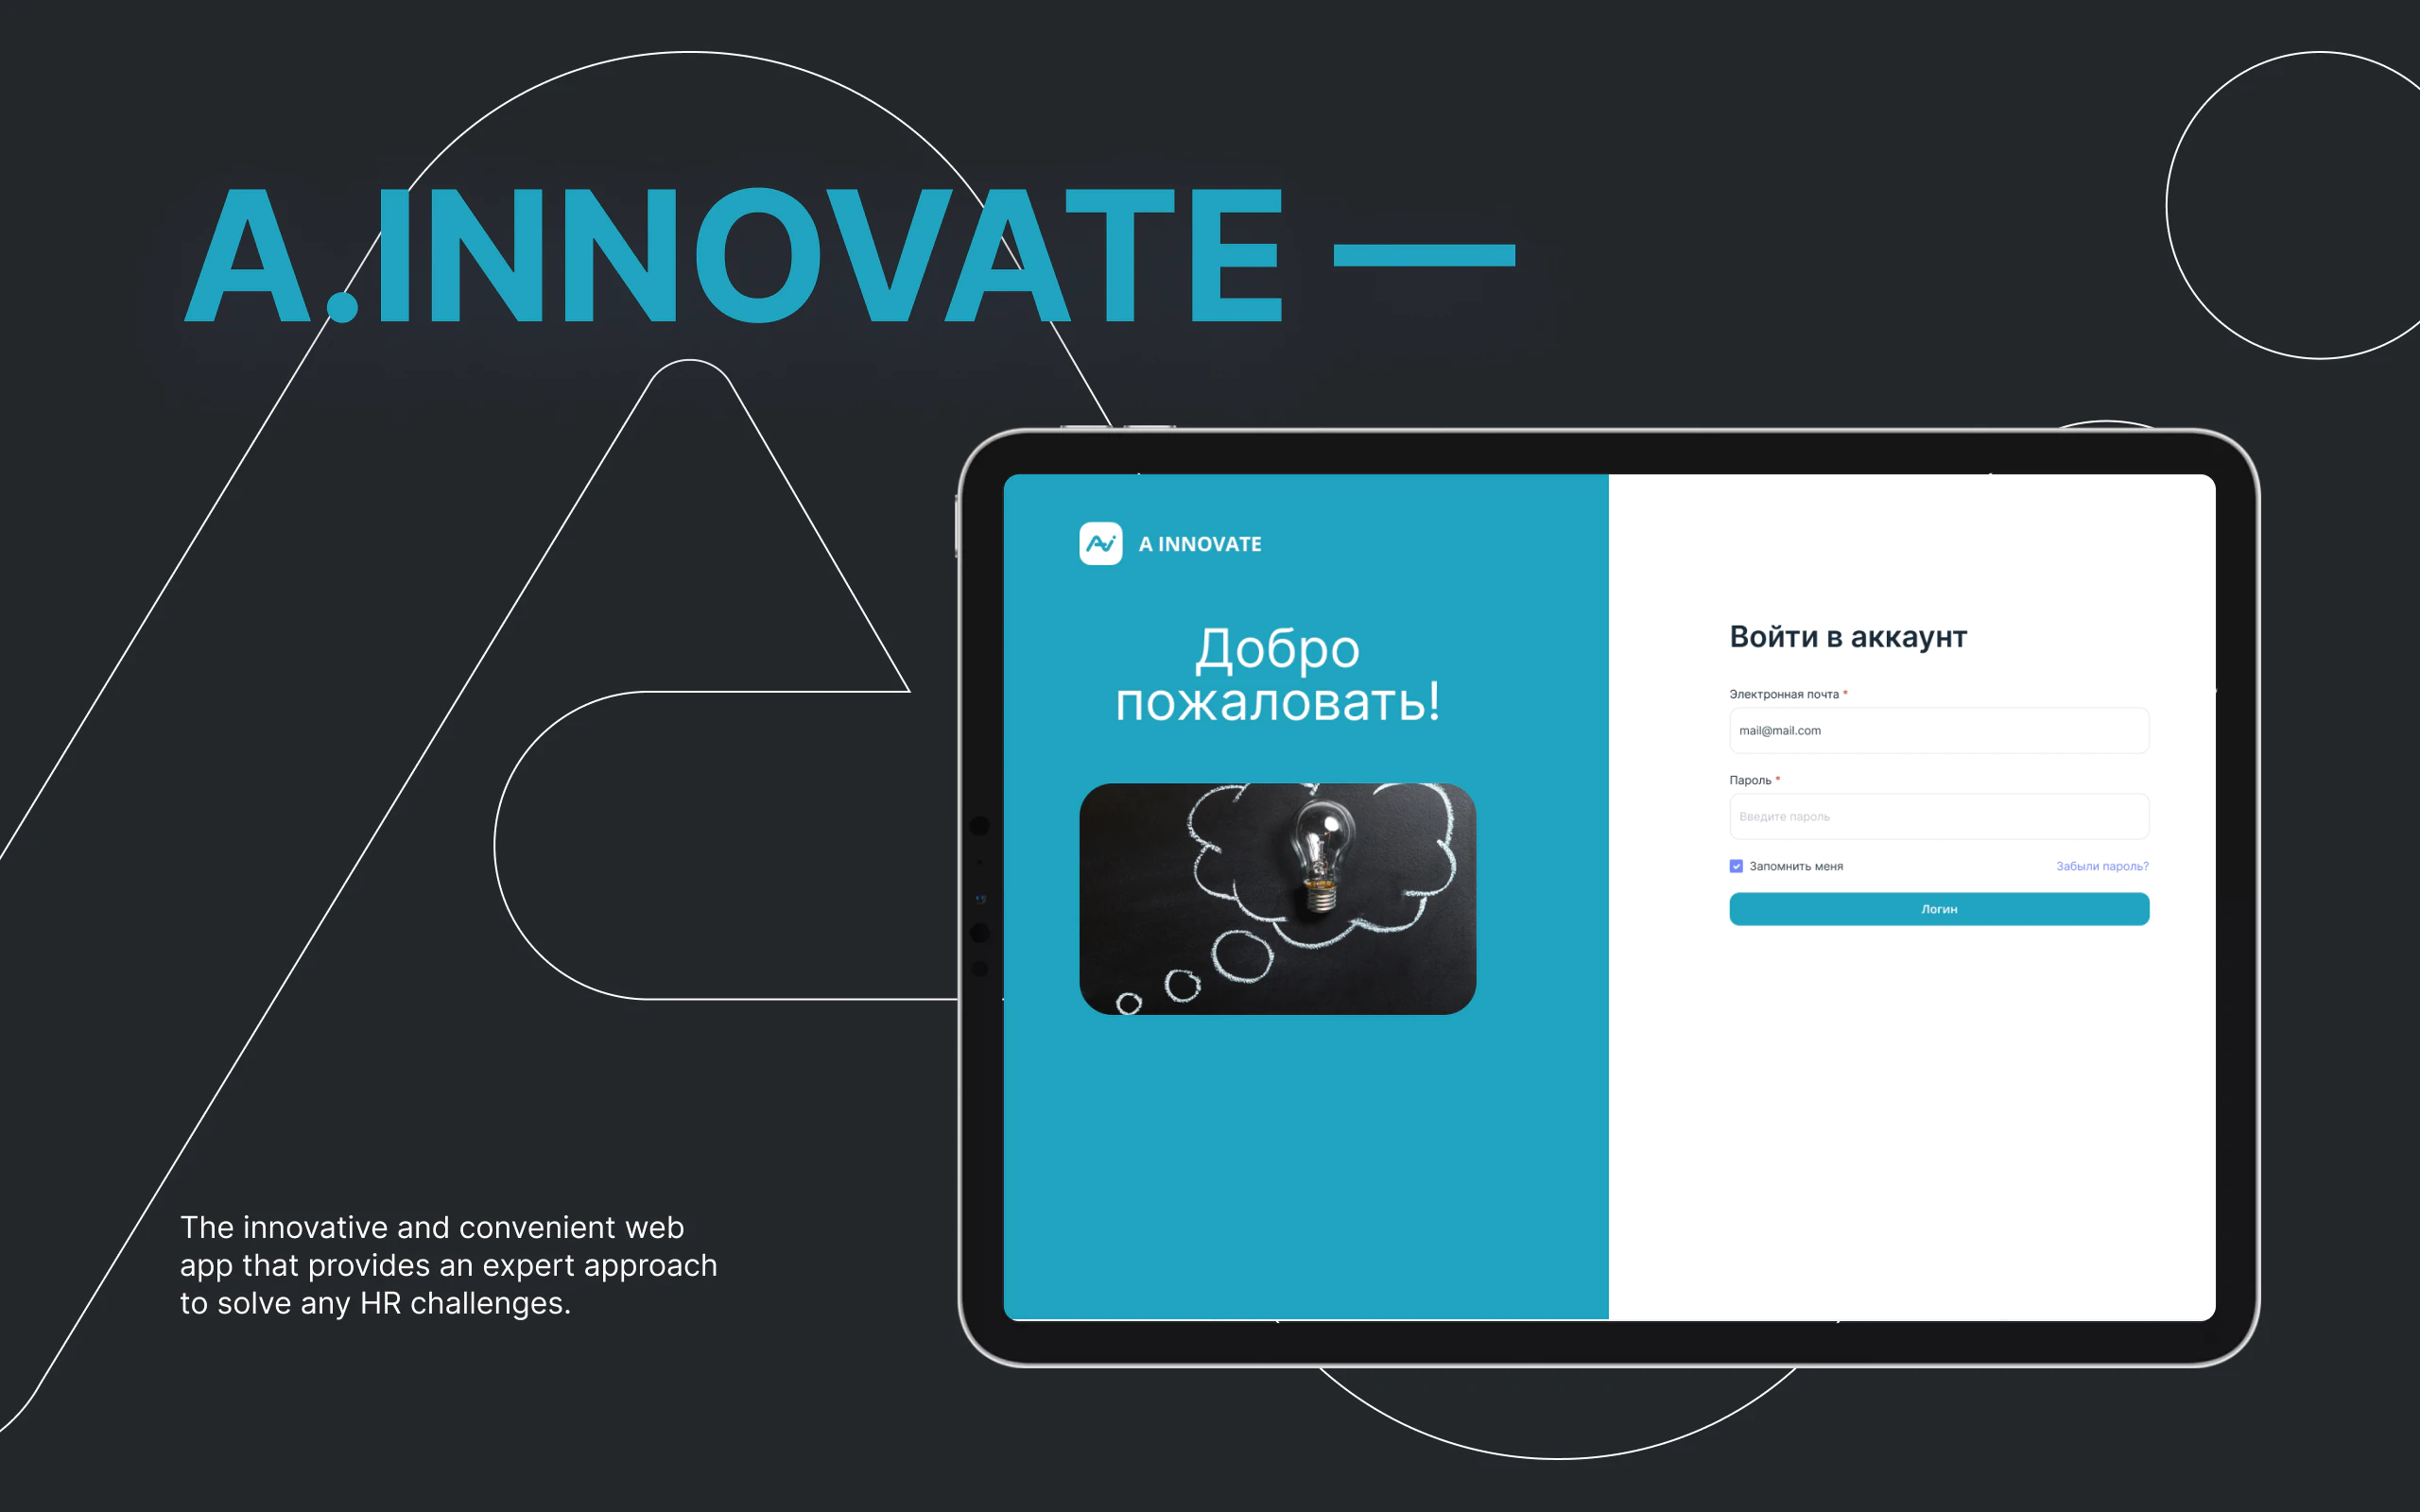 A.INNOVATE —
A INNOVATE
Добро
пожаловать!
Войти в аккаунт
Электронная почта *
mail@mail.com
Пароль *
Введите пароль
Запомнить меня
Забыли пароль?
Логин
The innovative and convenient web
app that provides an expert approach
to solve any HR challenges.